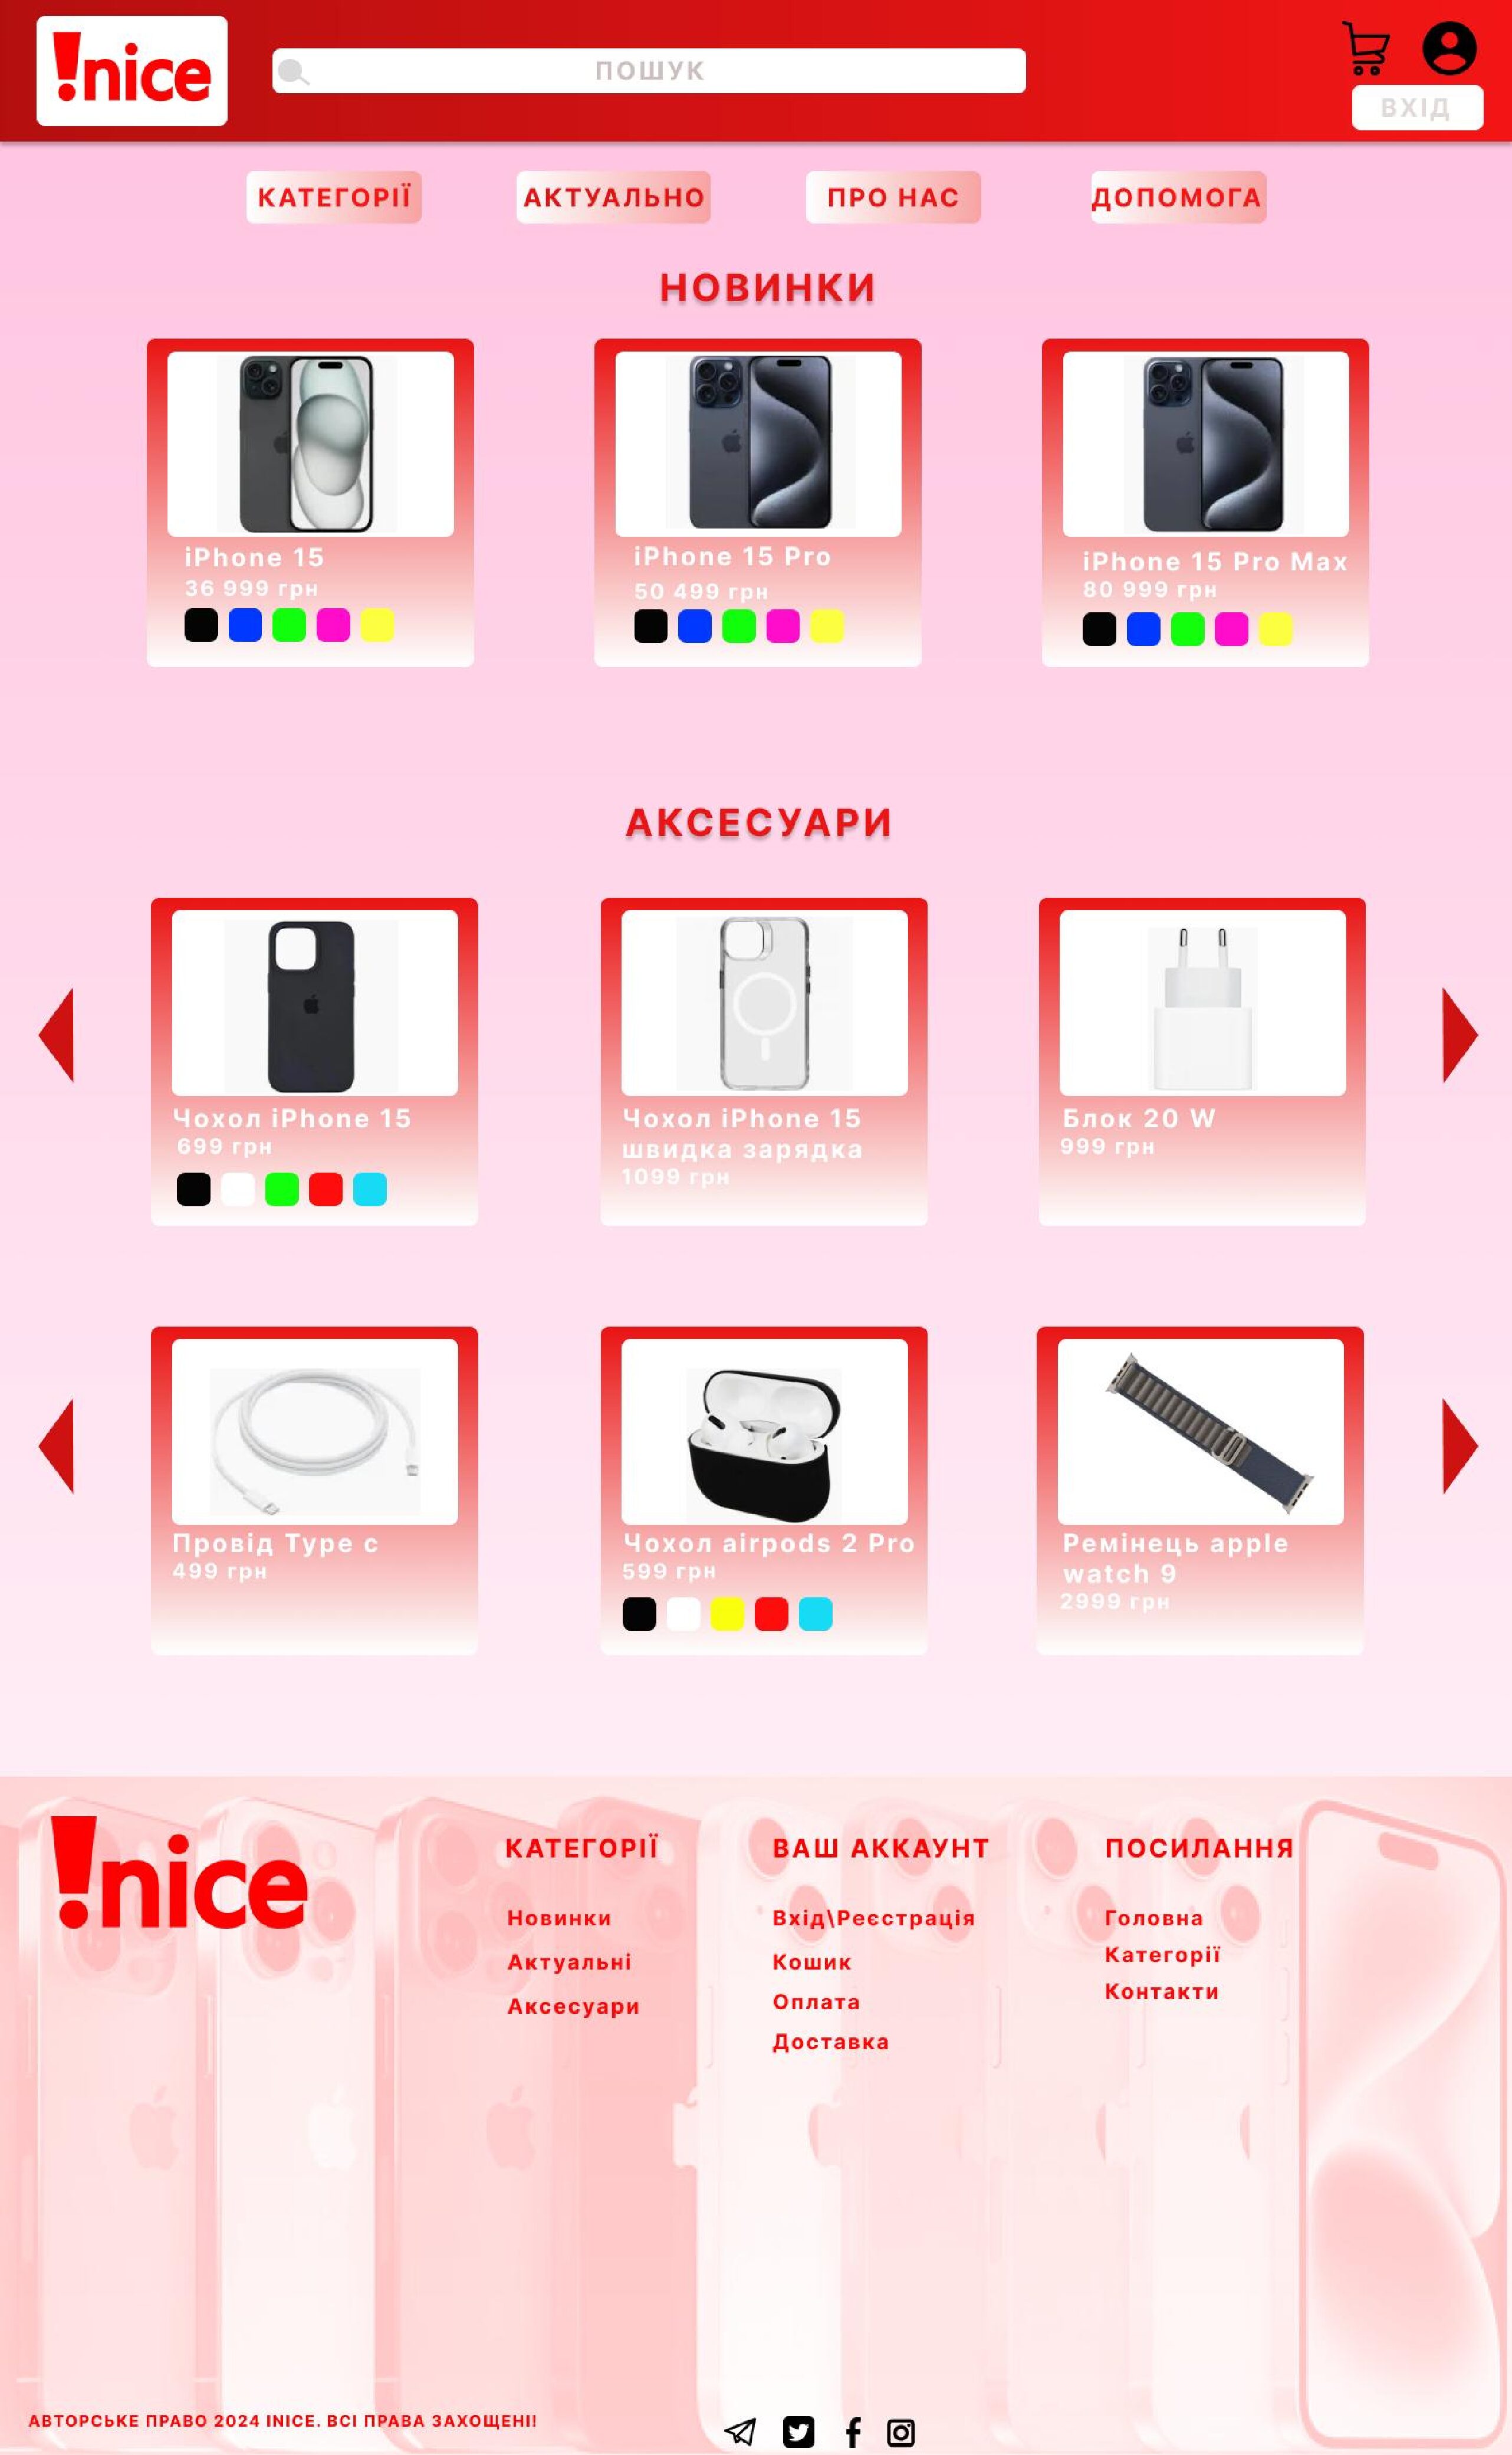 !nice
ПОШУК
ВХІД
КАТЕГОРІЇ
АКТУАЛЬНО
ПРО НАС
ДОПОМОГА
НОВИНКИ
iPhone 15
36 999 грн
iPhone 15 Pro
50 499 грн
iPhone 15 Pro Max
80 999 грн
АКСЕСУАРИ
Чохол iPhone 15
699 грн
Чохол iPhone 15
швидка зарядка
1099 грн
Блок 20 W
999 грн
Провід Type c
499 грн
Чохол airpods 2 Pro
599 грн
Ремінець apple
watch 9
2999 грн
!nice
КАТЕГОРІЇ
Новинки
Актуальні
Аксесуари
ВАШ АККАУНТ
Вхід\Реєстрація
Кошик
Оплата
Доставка
ПОСИЛАННЯ
Головна
Категорії
Контакти
АВТОРСЬКЕ ПРАВО 2024 INICE. ВСІ ПРАВА ЗАХОЩЕНІ!